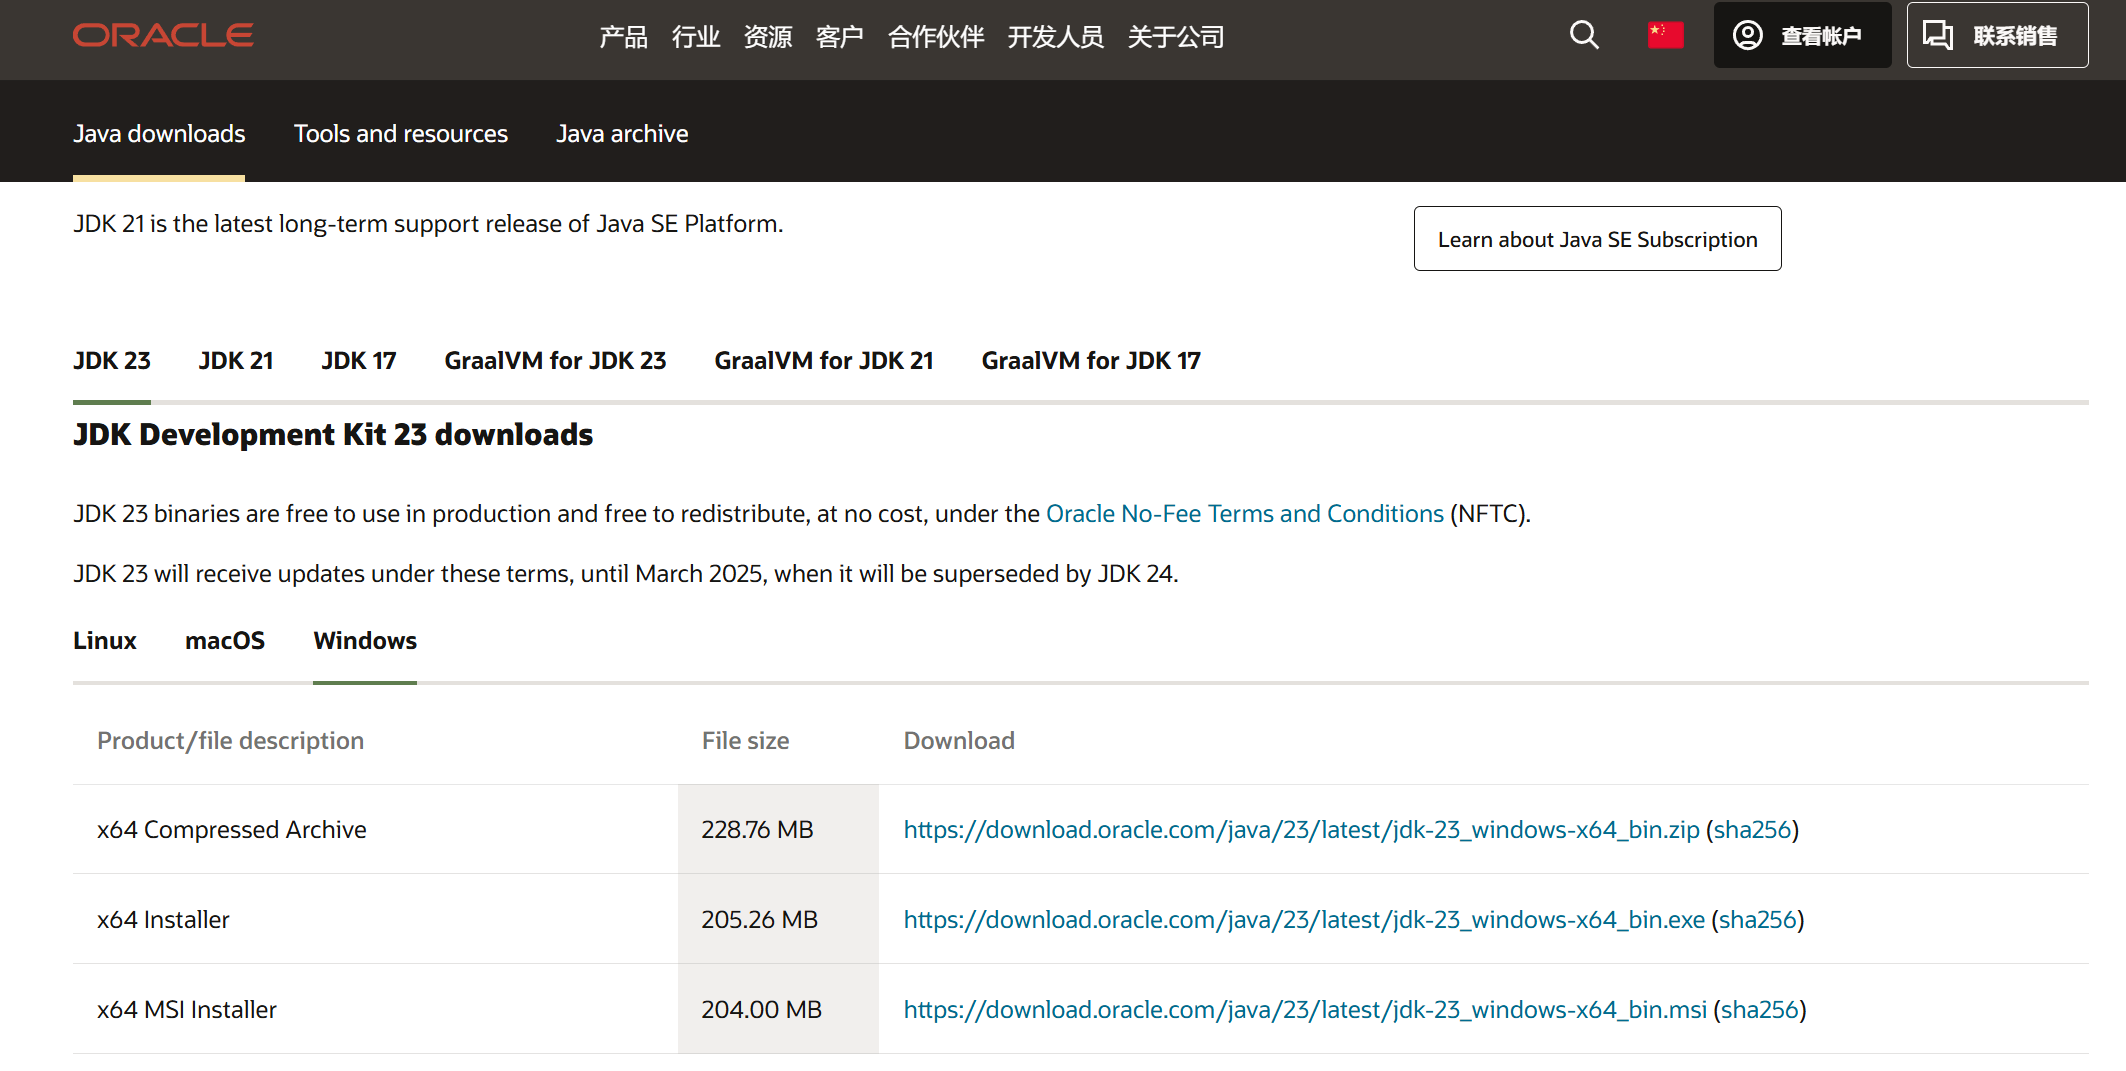 ORACLE 产品 行业 资源 客户 合作伙伴 开发人员 关于公司 查看帐户 联系销售
Java downloads Tools and resources Java archive
JDK 21 is the latest long-term support release of Java SE Platform.
Learn about Java SE Subscription
JDK 23 JDK 21 JDK 17 GraalVM for JDK 23 GraalVM for JDK 21 GraalVM for JDK 17
JDK Development Kit 23 downloads
JDK 23 binaries are free to use in production and free to redistribute, at no cost, under the Oracle No-Fee Terms and Conditions (NFTC).
JDK 23 will receive updates under these terms, until March 2025, when it will be superseded by JDK 24.
Linux macOS Windows
Product/file description File size Download
x64 Compressed Archive 228.76 MB https://download.oracle.com/java/23/latest/jdk-23_windows-x64_bin.zip (sha256)
x64 Installer 205.26 MB https://download.oracle.com/java/23/latest/jdk-23_windows-x64_bin.exe (sha256)
x64 MSI Installer 204.00 MB https://download.oracle.com/java/23/latest/jdk-23_windows-x64_bin.msi (sha256)